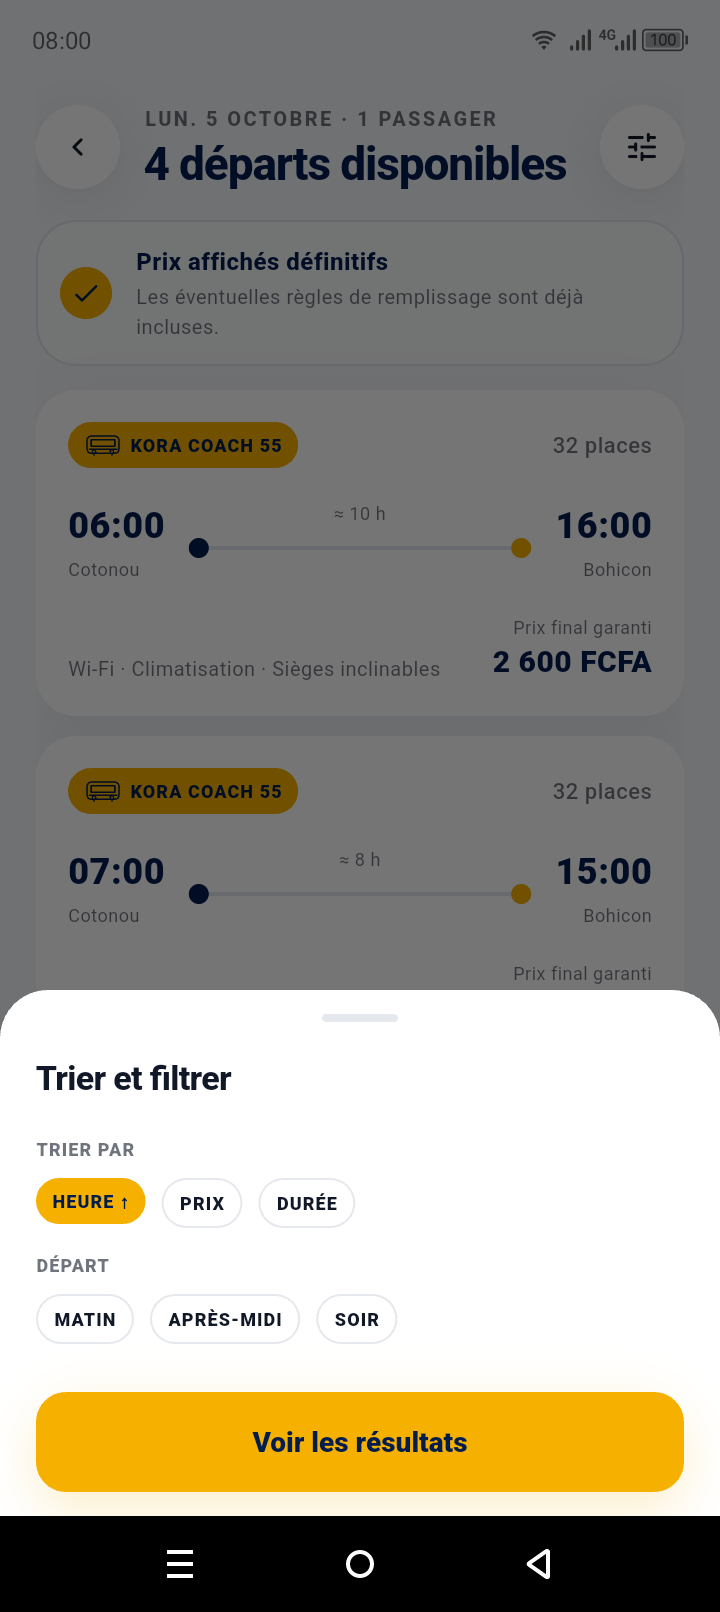 08:00
4G
100
LUN. 5 OCTOBRE · 1 PASSAGER
4 départs disponibles
Prix affichés définitifs
Les éventuelles règles de remplissage sont déjà
incluses.
KORA COACH 55
32 places
06:00
≈ 10 h
16:00
Cotonou
Bohicon
Prix final garanti
Wi-Fi · Climatisation · Sièges inclinables
2 600 FCFA
KORA COACH 55
32 places
07:00
≈ 8 h
15:00
Cotonou
Bohicon
Prix final garanti
Trier et filtrer
TRIER PAR
HEURE ↑
PRIX
DURÉE
DÉPART
MATIN
APRÈS-MIDI
SOIR
Voir les résultats